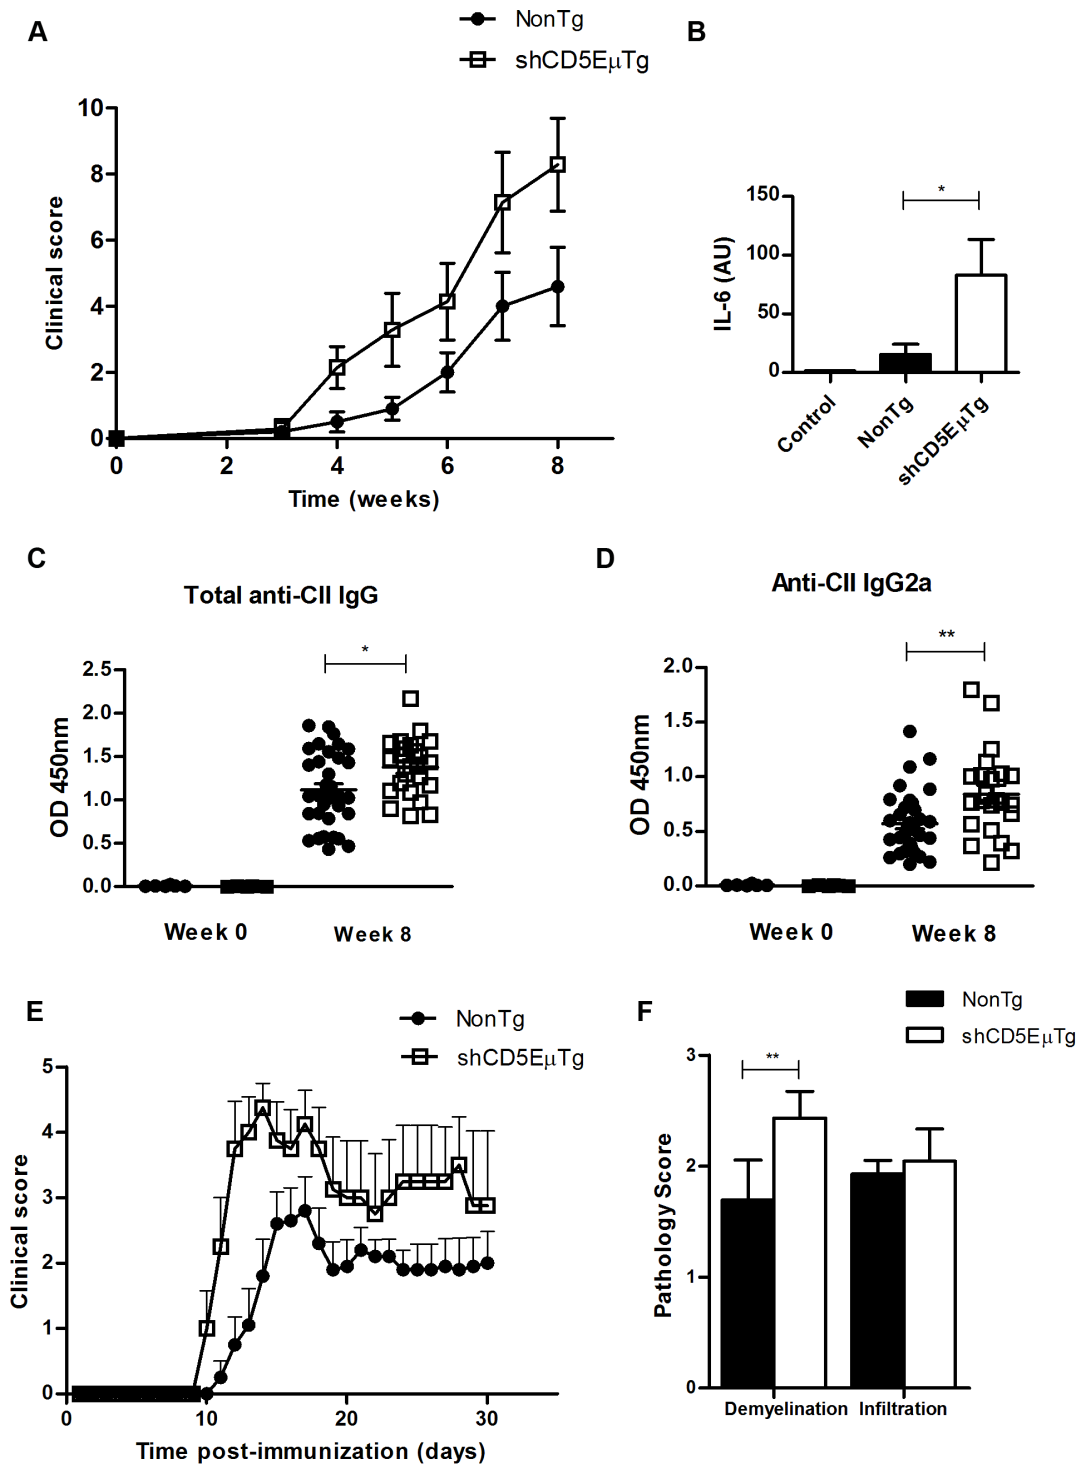 A
NonTg
shCD5EμTg
Clinical score
10
8
6
4
2
0
0 2 4 6 8
Time (weeks)
B
IL-6 (AU)
150
100
50
0
*
Control
NonTg
shCD5EμTg
C
Total anti-CII IgG
OD 450nm
2.5
2.0
1.5
1.0
0.5
0.0
*
Week 0 Week 8
D
Anti-CII IgG2a
OD 450nm
2.0
1.5
1.0
0.5
0.0
**
Week 0 Week 8
E
NonTg
shCD5EμTg
Clinical score
5
4
3
2
1
0
0 10 20 30
Time post-immunization (days)
F
NonTg
shCD5EμTg
Pathology Score
3
2
1
0
**
Demyelination Infiltration